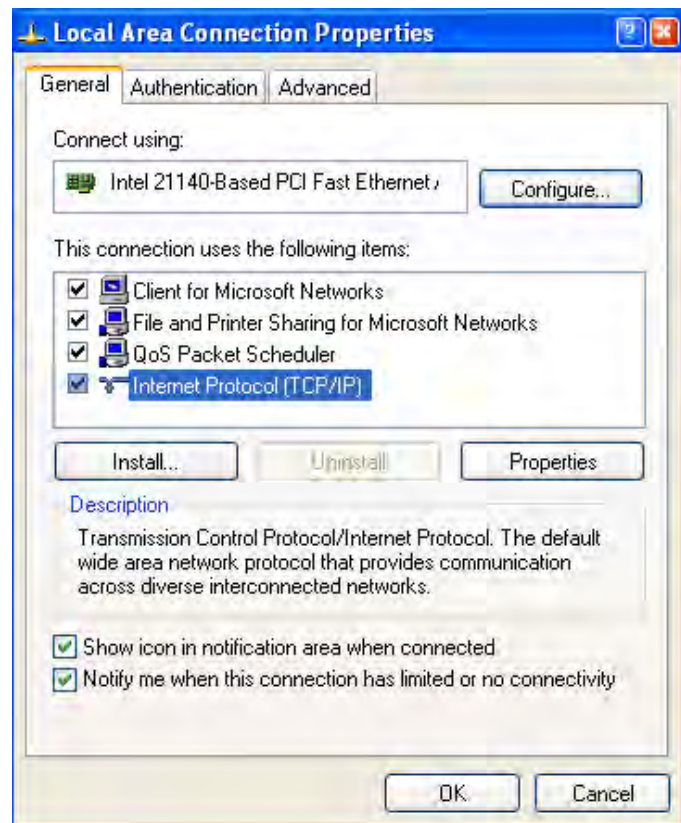 Local Area Connection Properties
General Authentication Advanced
Connect using:
Intel 21140-Based PCI Fast Ethernet
Configure...
This connection uses the following items:
Client for Microsoft Networks
File and Printer Sharing for Microsoft Networks
QoS Packet Scheduler
Internet Protocol (TCP/IP)
Install... Uninstall Properties
Description
Transmission Control Protocol/Internet Protocol. The default
wide area network protocol that provides communication
across diverse interconnected networks.
Show icon in notification area when connected
Notify me when this connection has limited or no connectivity
OK Cancel